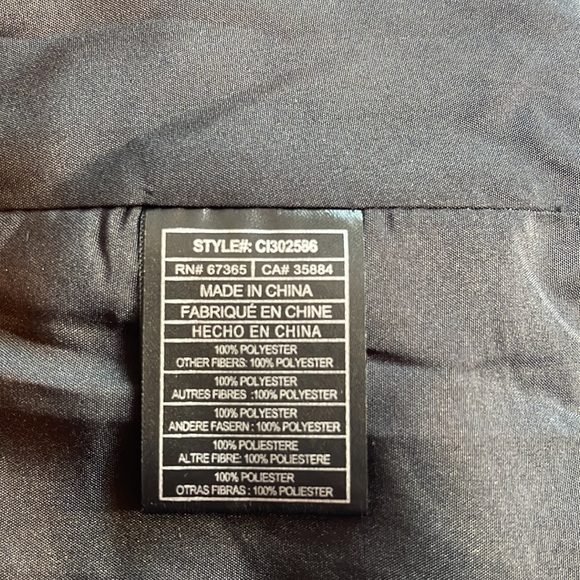 STYLE#: CI302586
RN# 67365 CA# 35884
MADE IN CHINA
FABRIQUÉ EN CHINE
HECHO EN CHINA
100% POLYESTER
OTHER FIBERS: 100% POLYESTER
100% POLYESTER
AUTRES FIBRES : 100% POLYESTER
100% POLYESTER
ANDERE FASERN : 100% POLYESTER
100% POLIESTERE
ALTRE FIBRE: 100% POLIESTERE
100% POLIESTER
OTRAS FIBRAS : 100% POLIESTER